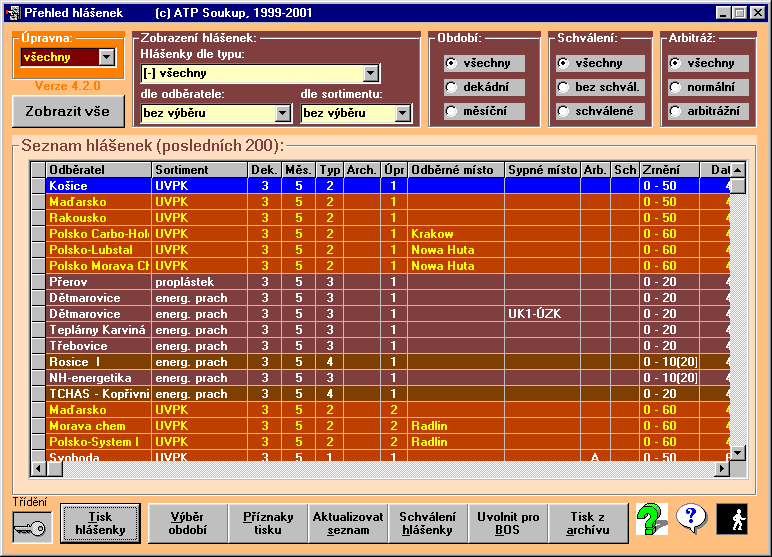 Přehled hlášenek (c) ATP Soukup, 1999-2001
Úpravna:
všechny
Verze 4.2.0
Zobrazit vše
Zobrazení hlášenek:
Hlášenky dle typu:
[-] všechny
dle odběratele: dle sortimentu:
bez výběru bez výběru
Období:
všechny
dekádní
měsíční
Schválení:
všechny
bez schvál.
schválené
Arbitráž:
všechny
normální
arbitrážní
Seznam hlášenek (posledních 200):
Odběratel Sortiment Dek. Měs. Typ Arch. Úpr Odběrné místo Sypné místo Arb. Sch Zrnění Dat
Košice UVPK 3 5 2 1 0 - 50 4
Maďarsko UVPK 3 5 2 1 0 - 50 4
Rakousko UVPK 3 5 2 1 0 - 50 4
Polsko Carbo-Hol UVPK 3 5 2 1 Krakow 0 - 60 4
Polsko-Lubstal UVPK 3 5 2 1 Nowa Huta 0 - 60 4
Polsko Morava Ch UVPK 3 5 2 1 Nowa Huta 0 - 60 4
Přerov proplástek 3 5 3 1 0 - 20 4
Dětmarovice energ. prach 3 5 3 1 0 - 20 4
Dětmarovice energ. prach 3 5 3 1 UK1-ÚZK 0 - 20 4
Teplárny Karviná energ. prach 3 5 3 1 0 - 20 4
Třebovice energ. prach 3 5 3 1 0 - 20 4
Rosice I energ. prach 3 5 4 1 0 - 10(20) 4
NH-energetika energ. prach 3 5 3 1 0 - 10(20) 4
TCHAS - Kopřivni energ. prach 3 5 4 1 0 - 20 4
Maďarsko UVPK 3 5 2 2 0 - 60 4
Morava chem UVPK 3 5 2 2 Radlin 0 - 60 4
Polsko-System I UVPK 3 5 2 2 Radlin 0 - 60 4
Svoboda UVPK 3 5 1 1 A 0 - 50
Třídění
Tisk hlášenky
Výběr období
Příznaky tisku
Aktualizovat seznam
Schválení hlášenky
Uvolnit pro BOS
Tisk z archívu